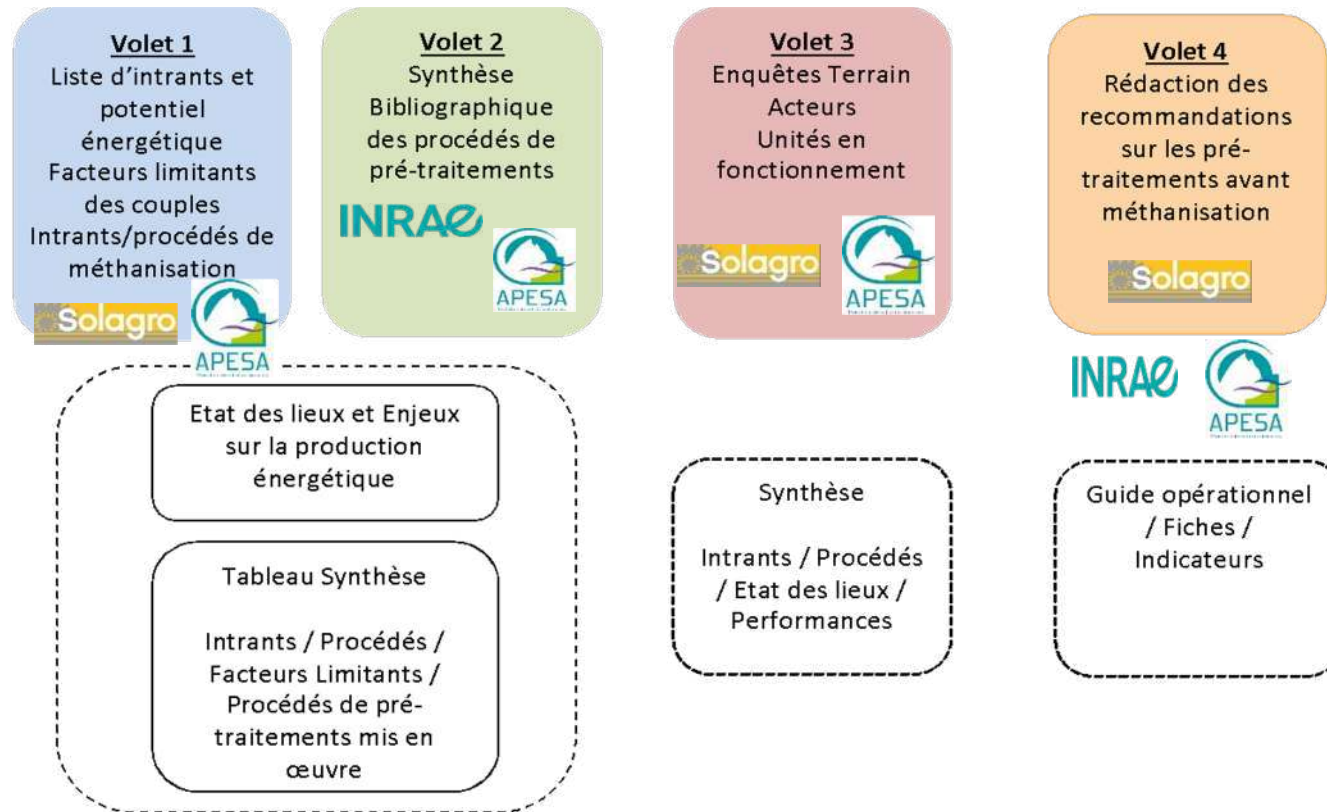 Volet 1
Liste d'intrants et
potentiel
énergétique
Facteurs limitants
des couples
Intrants/procédés de
méthanisation
Solagro
APESA
Volet 2
Synthèse
Bibliographique
des procédés de
pré-traitements
INRAE
APESA
Volet 3
Enquêtes Terrain
Acteurs
Unités en
fonctionnement
Solagro
APESA
Volet 4
Rédaction des
recommandations
sur les pré-
traitements avant
méthanisation
Solagro
INRAE
APESA
Etat des lieux et Enjeux
sur la production
énergétique
Tableau Synthèse
Intrants / Procédés /
Facteurs Limitants /
Procédés de pré-
traitements mis en
œuvre
Synthèse
Intrants / Procédés
/ Etat des lieux /
Performances
Guide opérationnel
/ Fiches /
Indicateurs